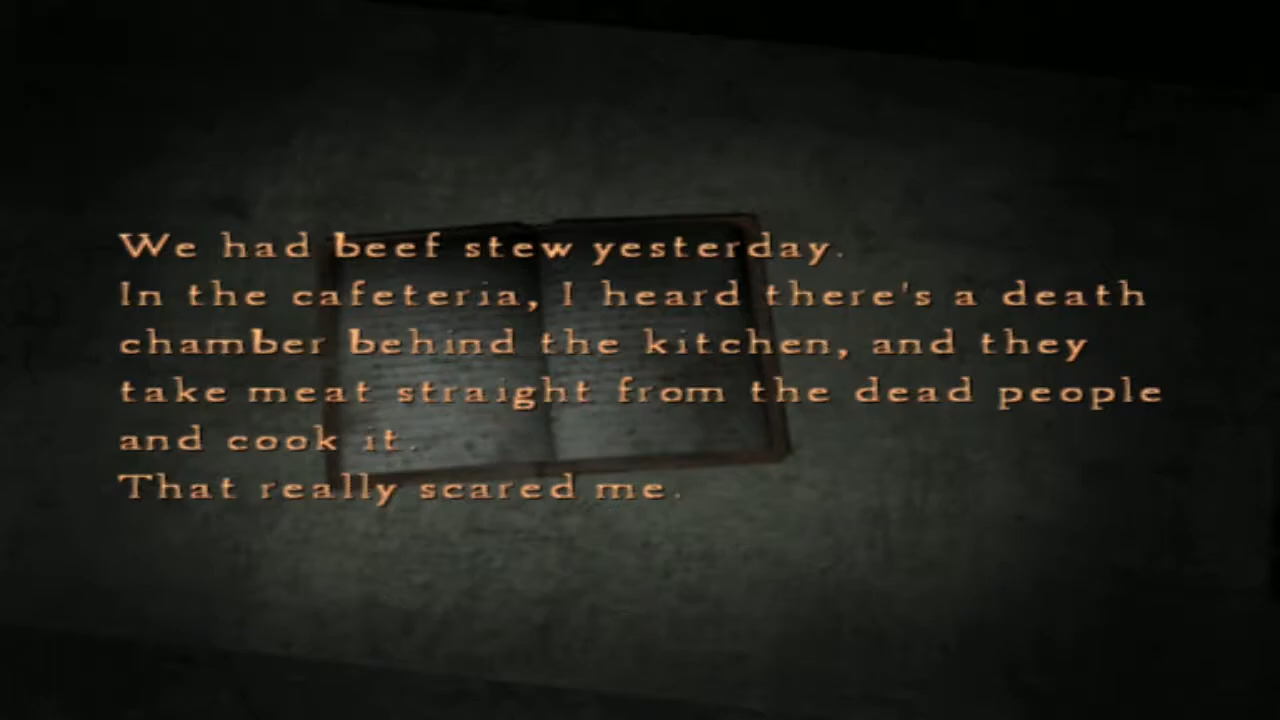 We had beef stew yesterday.
In the cafeteria, I heard there's a death
chamber behind the kitchen, and they
take meat straight from the dead people
and cook it.
That really scared me.